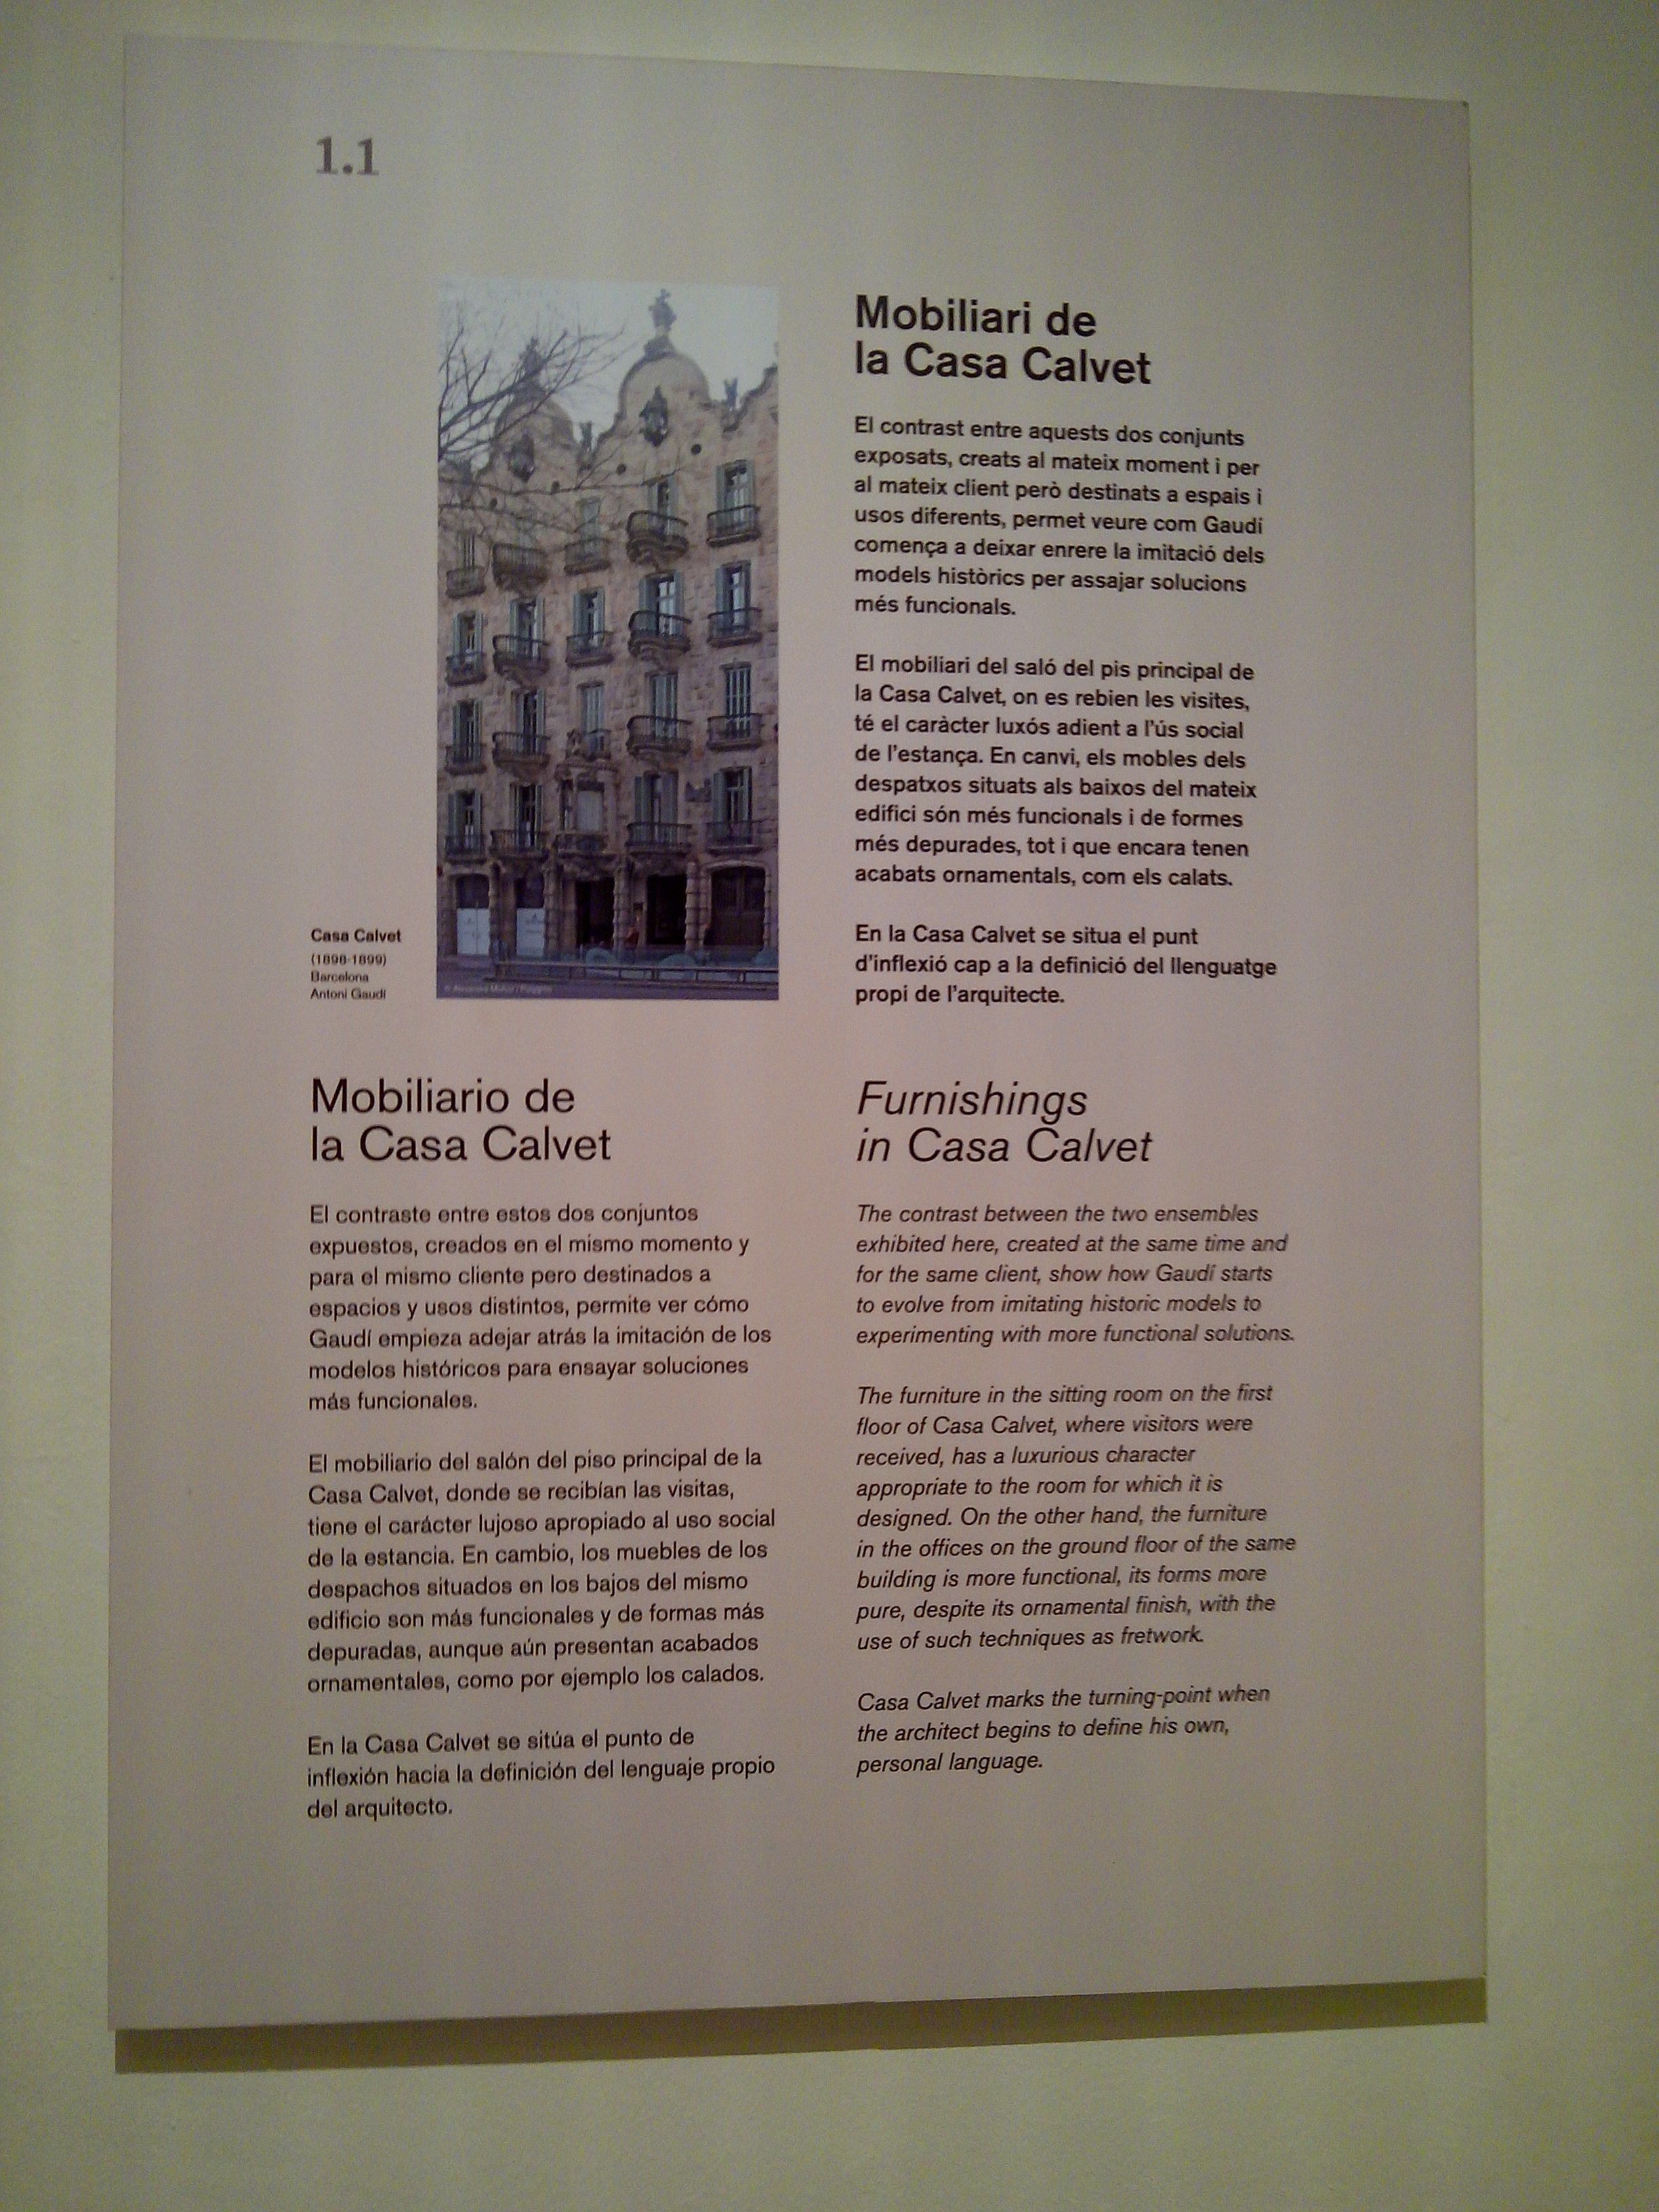 1.1
Mobiliari de
la Casa Calvet
El contrast entre aquests dos conjunts
exposats, creats al mateix moment i per
al mateix client però destinats a espais i
usos diferents, permet veure com Gaudí
comença a deixar enrere la imitació dels
models històrics per assajar solucions
més funcionals.
El mobiliari del saló del pis principal de
la Casa Calvet, on es rebien les visites,
té el caràcter luxós adient a l'ús social
de l'estança. En canvi, els mobles dels
despatxos situats als baixos del mateix
edifici són més funcionals i de formes
més depurades, tot i que encara tenen
acabats ornamentals, com els calats.
En la Casa Calvet se situa el punt
d'inflexió cap a la definició del llenguatge
propi de l'arquitecte.
Casa Calvet
(1898-1899)
Barcelona
Antoni Gaudí
Mobiliario de
la Casa Calvet
El contraste entre estos dos conjuntos
expuestos, creados en el mismo momento y
para el mismo cliente pero destinados a
espacios y usos distintos, permite ver cómo
Gaudí empieza adejar atrás la imitación de los
modelos históricos para ensayar soluciones
más funcionales.
El mobiliario del salón del piso principal de la
Casa Calvet, donde se recibían las visitas,
tiene el carácter lujoso apropiado al uso social
de la estancia. En cambio, los muebles de los
despachos situados en los bajos del mismo
edificio son más funcionales y de formas más
depuradas, aunque aún presentan acabados
ornamentales, como por ejemplo los calados.
En la Casa Calvet se sitúa el punto de
inflexión hacia la definición del lenguaje propio
del arquitecto.
Furnishings
in Casa Calvet
The contrast between the two ensembles
exhibited here, created at the same time and
for the same client, show how Gaudí starts
to evolve from imitating historic models to
experimenting with more functional solutions.
The furniture in the sitting room on the first
floor of Casa Calvet, where visitors were
received, has a luxurious character
appropriate to the room for which it is
designed. On the other hand, the furniture
in the offices on the ground floor of the same
building is more functional, its forms more
pure, despite its ornamental finish, with the
use of such techniques as fretwork.
Casa Calvet marks the turning-point when
the architect begins to define his own,
personal language.